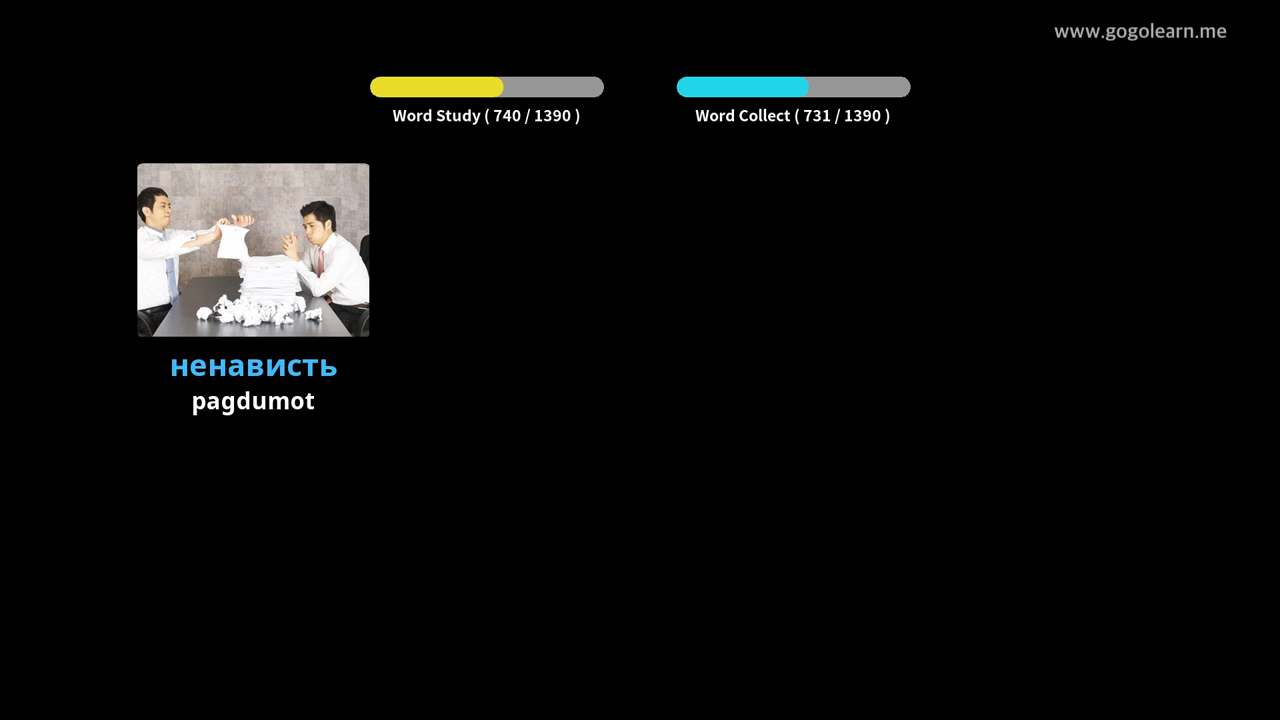 www.gogolearn.me
Word Study ( 740 / 1390 )
Word Collect ( 731 / 1390 )
ненависть
pagdumot